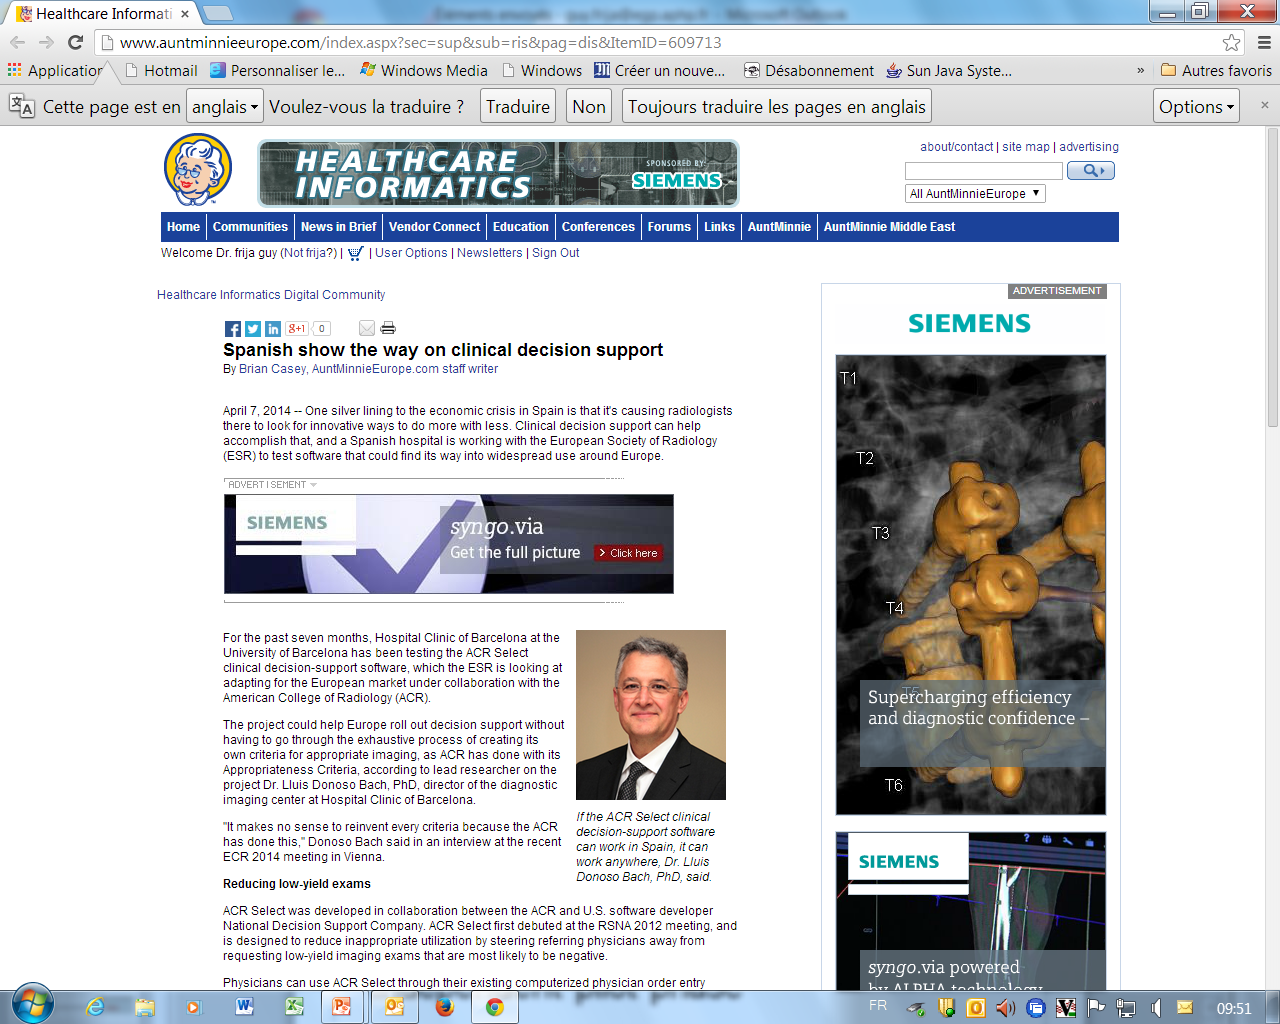 Healthcare Informati
www.auntminnieeurope.com/index.aspx?sec=sup&sub=ris&pag=dis&ItemID=609713
Application Hotmail Personnaliser le... Windows Media Windows Créer un nouve... Désabonnement Sun Java Syste... » Autres favoris
Cette page est en anglais Voulez-vous la traduire ? Traduire Non Toujours traduire les pages en anglais Options
HEALTHCARE INFORMATICS
SPONSORED BY:
SIEMENS
about/contact | site map | advertising
All AuntMinnieEurope
Home Communities News in Brief Vendor Connect Education Conferences Forums Links AuntMinnie AuntMinnie Middle East
Welcome Dr. frija guy (Not frija?) | | User Options | Newsletters | Sign Out
Healthcare Informatics Digital Community
g+1 0
Spanish show the way on clinical decision support
By Brian Casey, AuntMinnieEurope.com staff writer
April 7, 2014 -- One silver lining to the economic crisis in Spain is that it's causing radiologists
there to look for innovative ways to do more with less. Clinical decision support can help
accomplish that, and a Spanish hospital is working with the European Society of Radiology
(ESR) to test software that could find its way into widespread use around Europe.
ADVERTISEMENT
SIEMENS
syngo.via
Get the full picture
> Click here
For the past seven months, Hospital Clinic of Barcelona at the
University of Barcelona has been testing the ACR Select
clinical decision-support software, which the ESR is looking at
adapting for the European market under collaboration with the
American College of Radiology (ACR).
The project could help Europe roll out decision support without
having to go through the exhaustive process of creating its
own criteria for appropriate imaging, as ACR has done with its
Appropriateness Criteria, according to lead researcher on the
project Dr. Lluis Donoso Bach, PhD, director of the diagnostic
imaging center at Hospital Clinic of Barcelona.
"It makes no sense to reinvent every criteria because the ACR
has done this," Donoso Bach said in an interview at the recent
ECR 2014 meeting in Vienna.
If the ACR Select clinical
decision-support software
can work in Spain, it can
work anywhere, Dr. Lluis
Donoso Bach, PhD, said.
Reducing low-yield exams
ACR Select was developed in collaboration between the ACR and U.S. software developer
National Decision Support Company. ACR Select first debuted at the RSNA 2012 meeting, and
is designed to reduce inappropriate utilization by steering referring physicians away from
requesting low-yield imaging exams that are most likely to be negative.
Physicians can use ACR Select through their existing computerized physician order entry
ADVERTISEMENT
SIEMENS
T1
T2
T3
T4
T5
Supercharging efficiency
and diagnostic confidence –
T6
SIEMENS
syngo.via powered
by ALPHA technology
FR 09:51